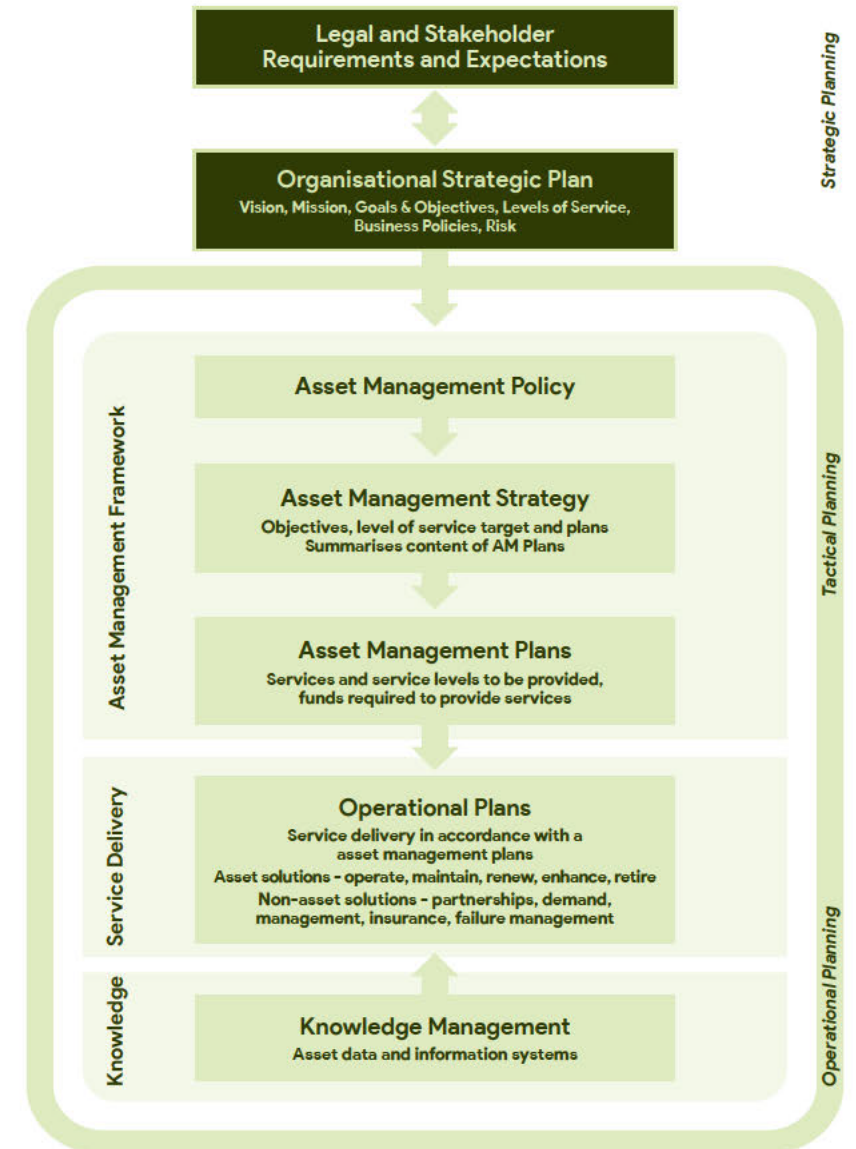 Legal and Stakeholder
Requirements and Expectations
Strategic Planning
Organisational Strategic Plan
Vision, Mission, Goals & Objectives, Levels of Service,
Business Policies, Risk
Asset Management Framework
Asset Management Policy
Asset Management Strategy
Objectives, level of service target and plans
Summarises content of AM Plans
Tactical Planning
Asset Management Plans
Services and service levels to be provided,
funds required to provide services
Service Delivery
Operational Plans
Service delivery in accordance with a
asset management plans
Asset solutions - operate, maintain, renew, enhance, retire
Non-asset solutions - partnerships, demand,
management, insurance, failure management
Operational Planning
Knowledge
Knowledge Management
Asset data and information systems